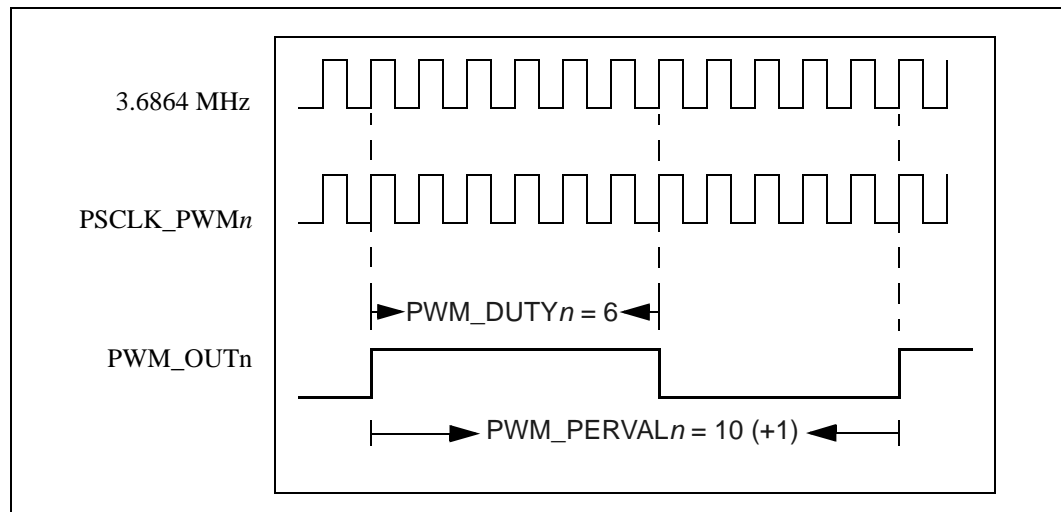 3.6864 MHz
PSCLK_PWMn
PWM_DUTYn = 6
PWM_OUTn
PWM_PERVALn = 10 (+1)